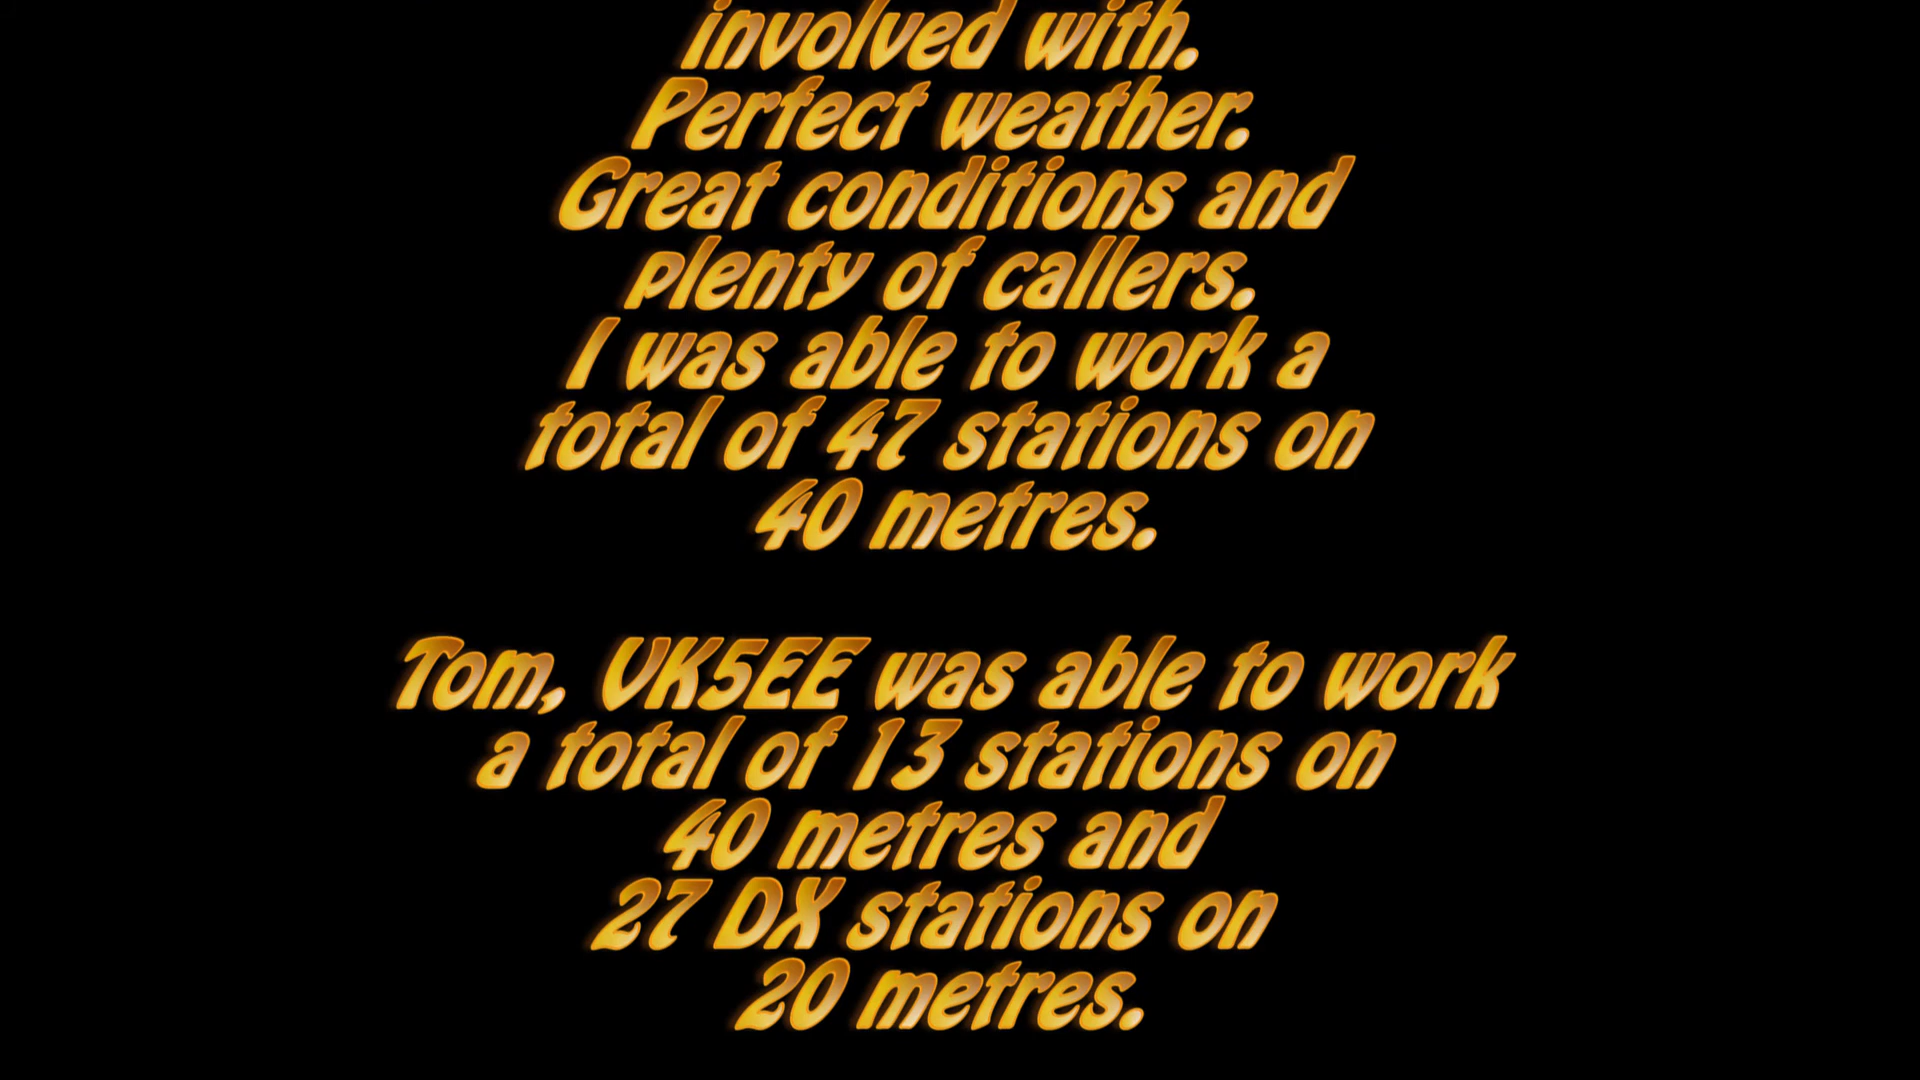 involved with.
Perfect weather.
Great conditions and
plenty of callers.
I was able to work a
total of 47 stations on
40 metres.
Tom, VK5EE was able to work
a total of 13 stations on
40 metres and
27 DX stations on
20 metres.